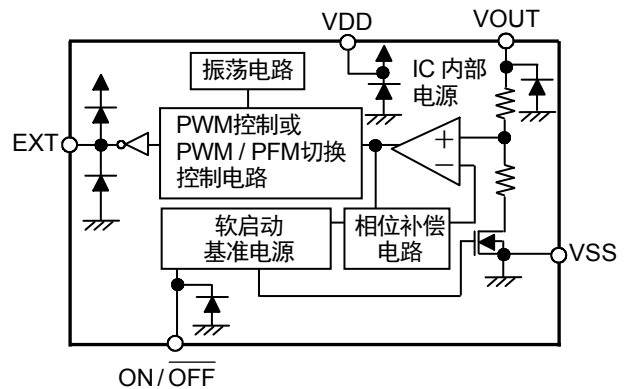 VDD
VOUT
振荡电路
IC 内部
电源
EXT
PWM控制或
PWM / PFM切换
控制电路
+
−
软启动
基准电源
相位补偿
电路
VSS
ON / OFF